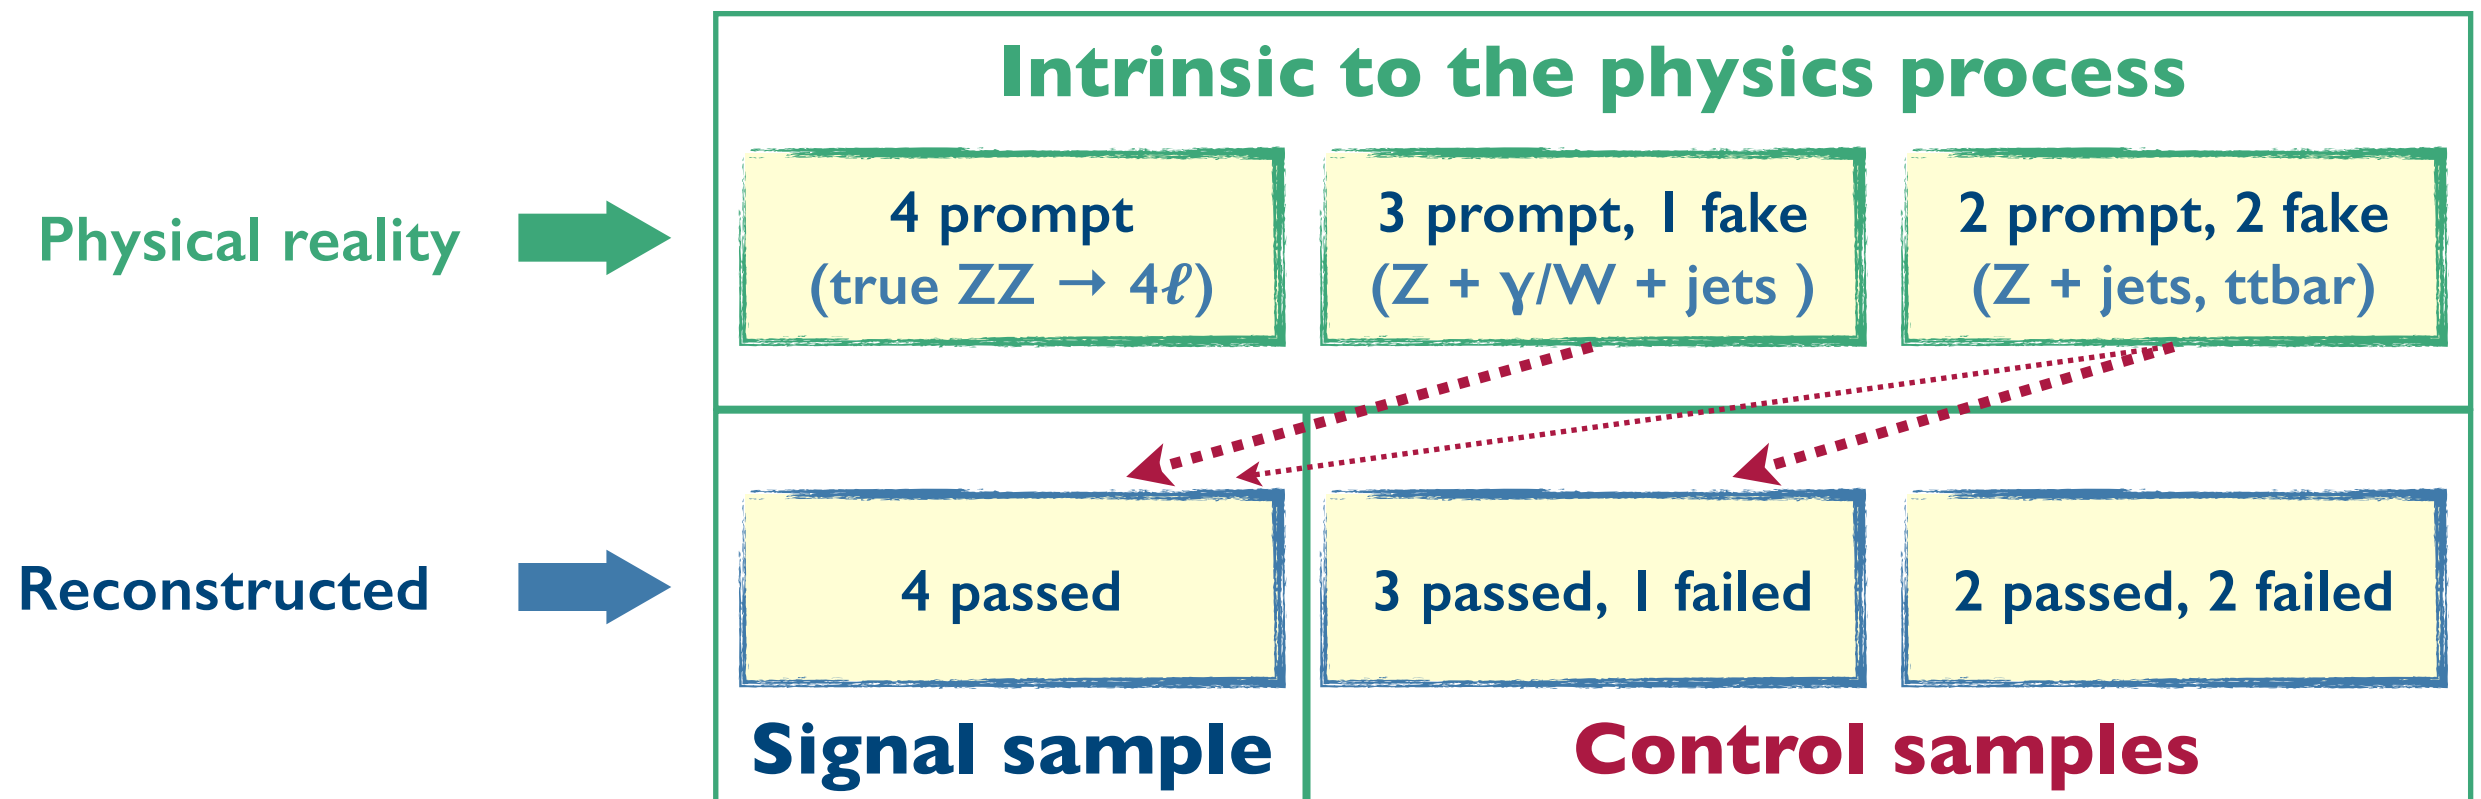 Intrinsic to the physics process
Physical reality
4 prompt
(true ZZ → 4ℓ)
3 prompt, 1 fake
(Z + γ/W + jets )
2 prompt, 2 fake
(Z + jets, ttbar)
Reconstructed
4 passed
3 passed, 1 failed
2 passed, 2 failed
Signal sample
Control samples